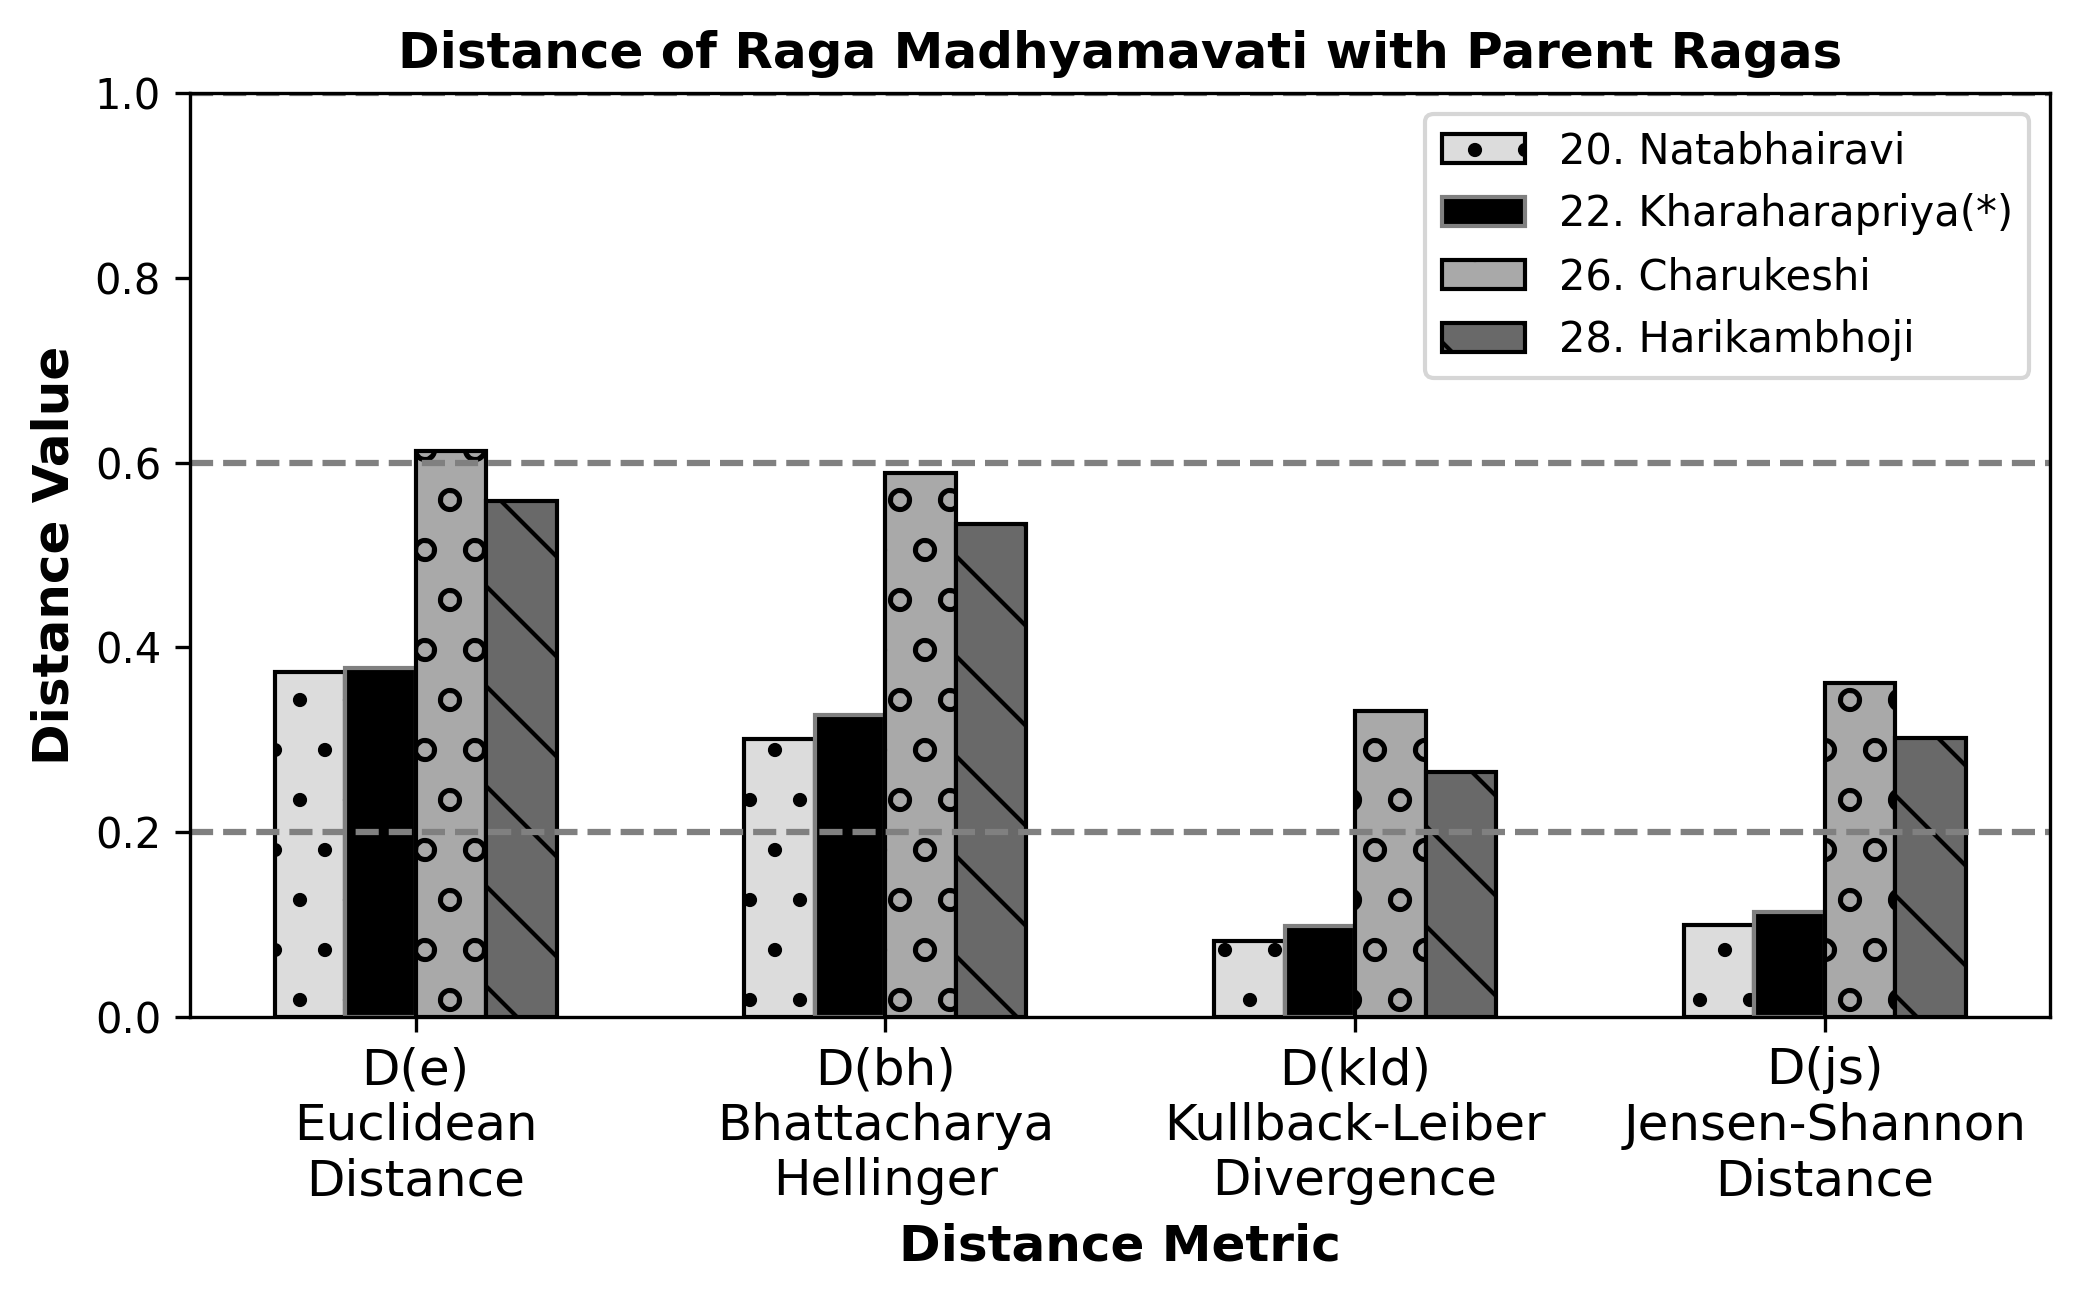 Distance of Raga Madhyamavati with Parent Ragas
1.0
0.8
0.6
0.4
0.2
0.0
Distance Value
20. Natabhairavi
22. Kharaharapriya(*)
26. Charukeshi
28. Harikambhoji
D(e)
Euclidean
Distance
D(bh)
Bhattacharya
Hellinger
D(kld)
Kullback-Leiber
Divergence
D(js)
Jensen-Shannon
Distance
Distance Metric